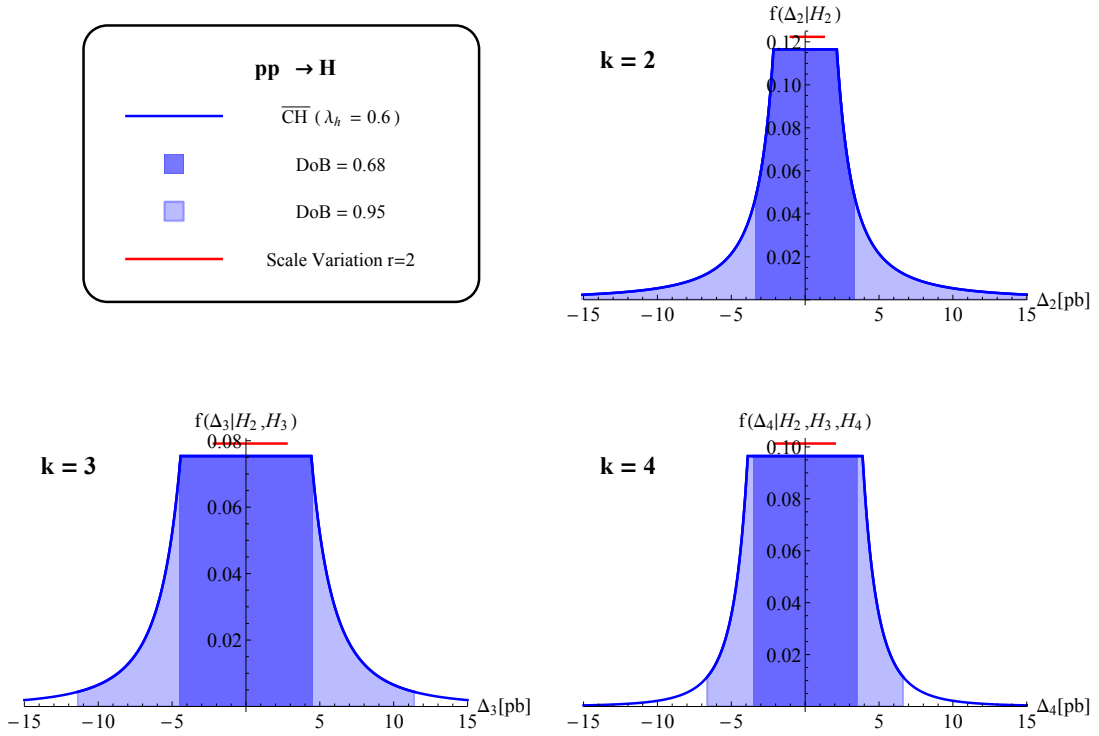 pp → H
CH ( λh = 0.6 )
DoB = 0.68
DoB = 0.95
Scale Variation r=2
f(Δ2|H2)
k = 2
0.12
0.10
0.08
0.06
0.04
0.02
Δ2[pb]
−15 −10 −5 5 10 15
f(Δ3|H2,H3)
k = 3
0.08
0.06
0.04
0.02
Δ3[pb]
−15 −10 −5 5 10 15
f(Δ4|H2,H3,H4)
k = 4
0.10
0.08
0.06
0.04
0.02
Δ4[pb]
−15 −10 −5 5 10 15